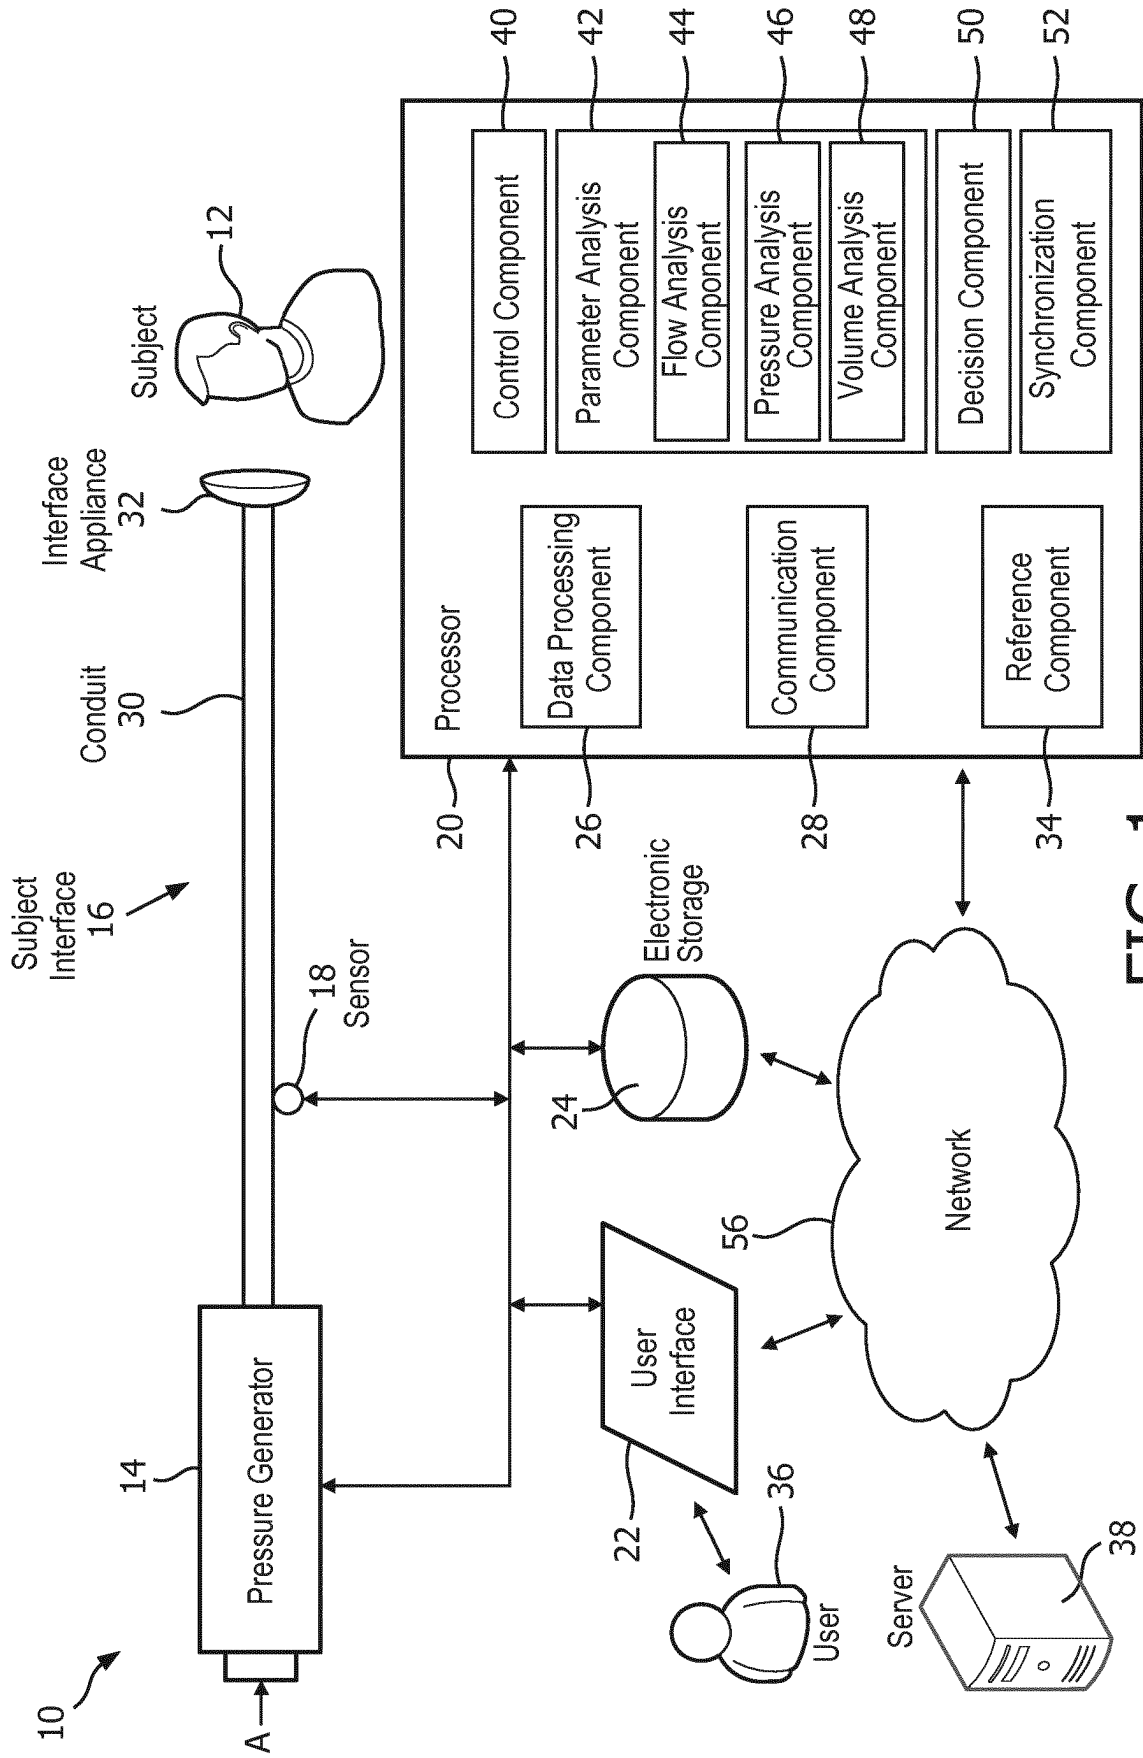 10
A
14
Pressure Generator
Subject
Interface
16
Conduit
30
Interface
Appliance
32
Subject
12
18
Sensor
20
Processor
Data Processing
Component
26
Communication
Component
28
Reference
Component
34
Control Component
40
Parameter Analysis
Component
42
Flow Analysis
Component
44
Pressure Analysis
Component
46
Volume Analysis
Component
48
Decision Component
50
Synchronization
Component
52
Electronic
Storage
24
User
Interface
22
36
User
56
Network
Server
38
FIG. 1